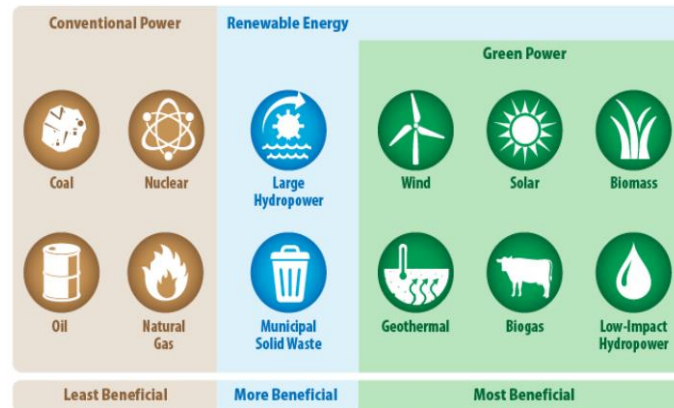 Conventional Power
Renewable Energy
Green Power
Coal
Nuclear
Large
Hydropower
Wind
Solar
Biomass
Oil
Natural
Gas
Municipal
Solid Waste
Geothermal
Biogas
Low-Impact
Hydropower
Least Beneficial
More Beneficial
Most Beneficial